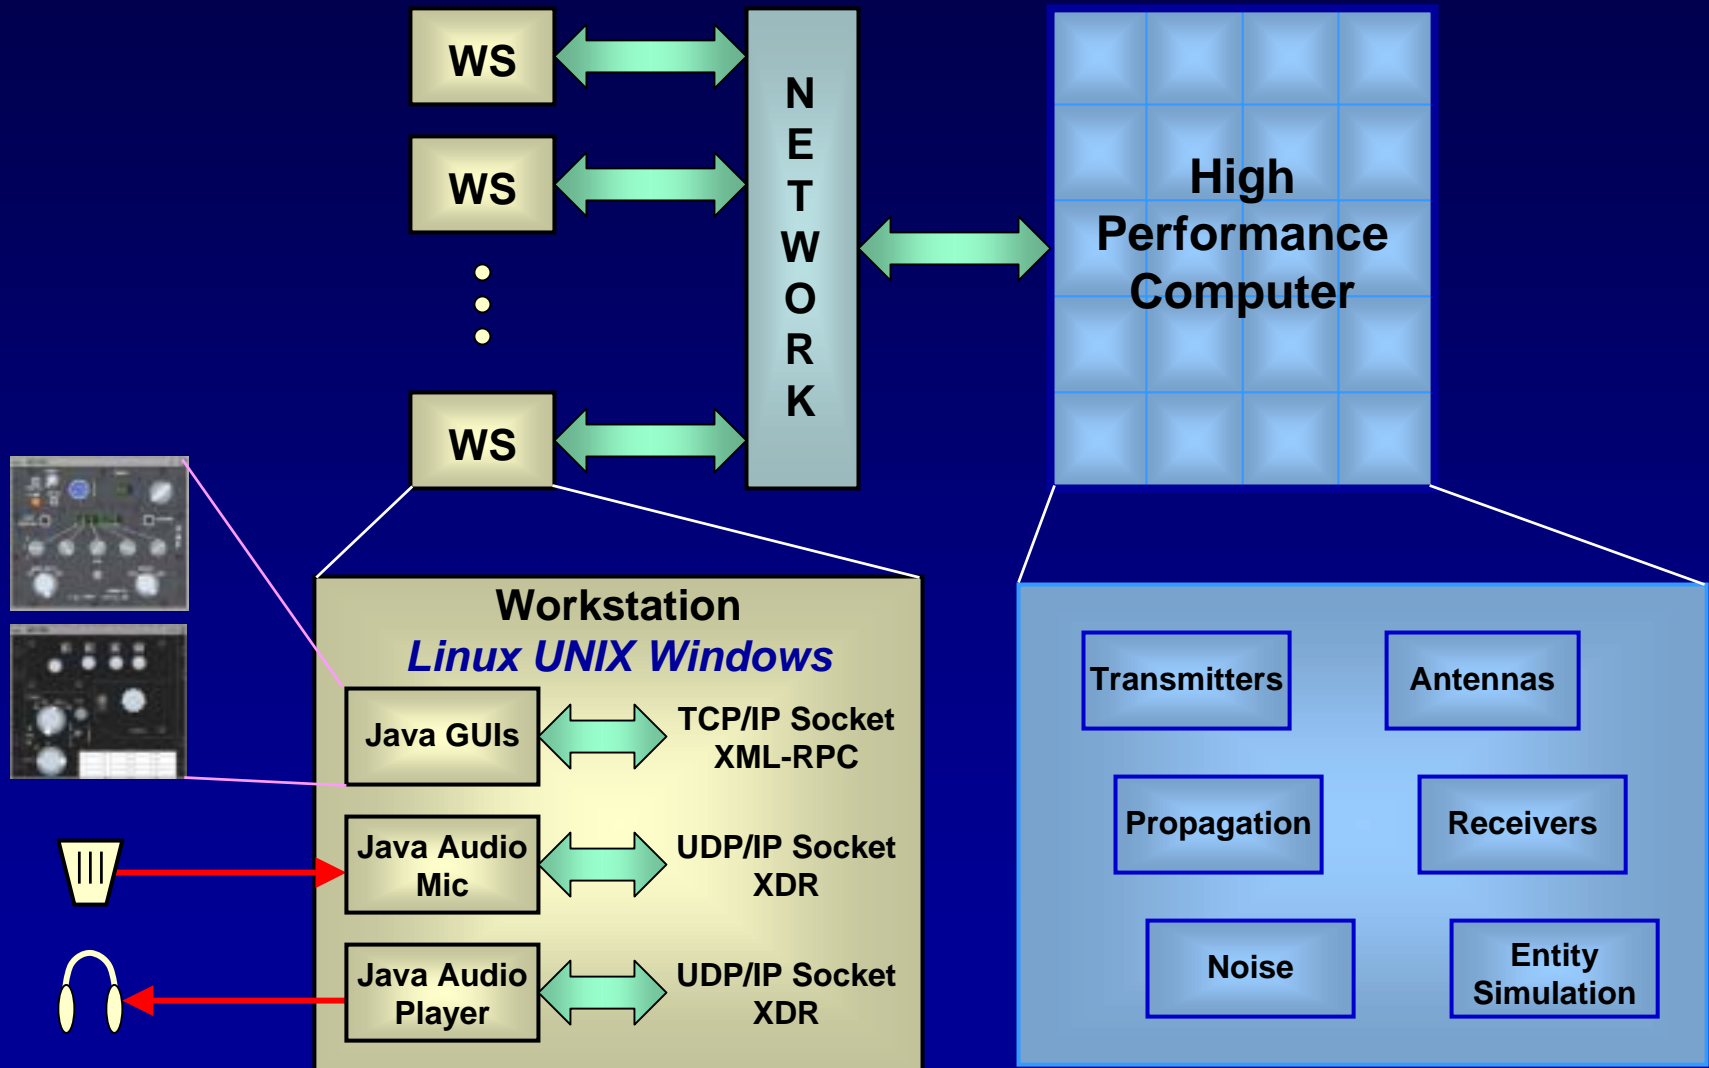 WS
WS
WS
NETWORK
High
Performance
Computer
Workstation
Linux UNIX Windows
Java GUIs
TCP/IP Socket
XML-RPC
Java Audio
Mic
UDP/IP Socket
XDR
Java Audio
Player
UDP/IP Socket
XDR
Transmitters
Antennas
Propagation
Receivers
Noise
Entity
Simulation